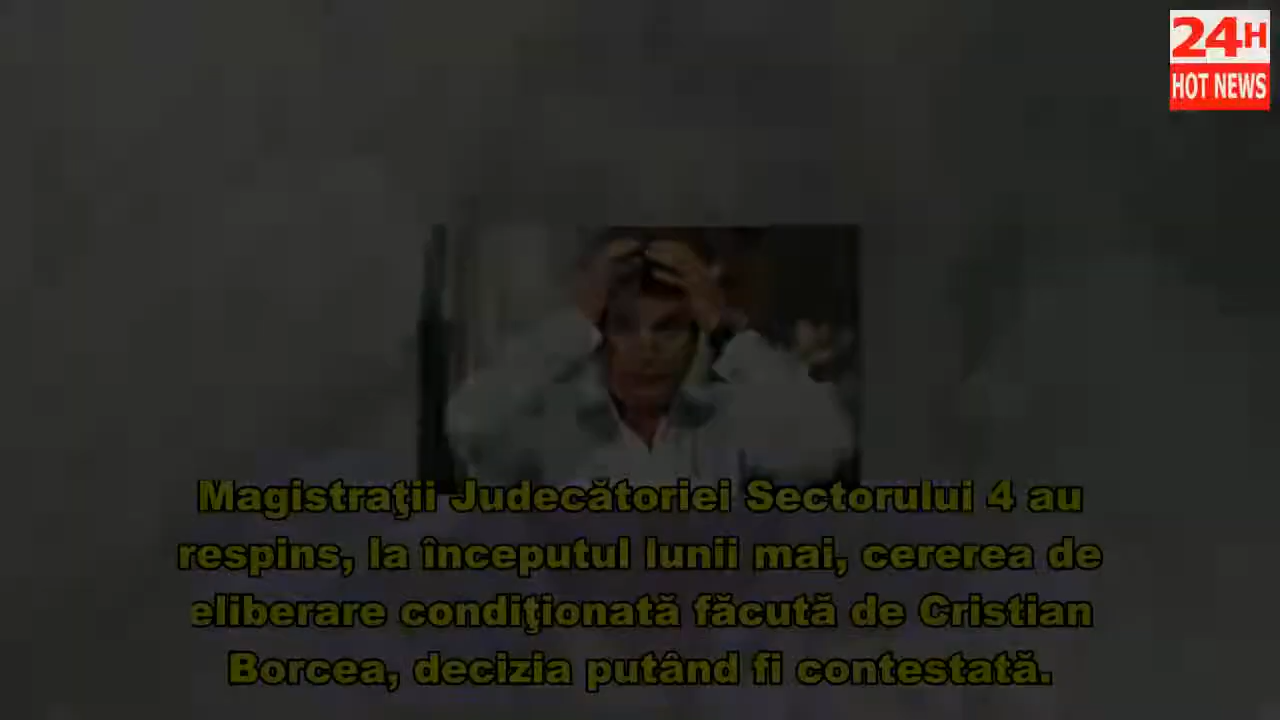 24H
HOT NEWS
Magistraţii Judecătoriei Sectorului 4 au
respins, la începutul lunii mai, cererea de
eliberare condiţionată făcută de Cristian
Borcea, decizia putând fi contestată.